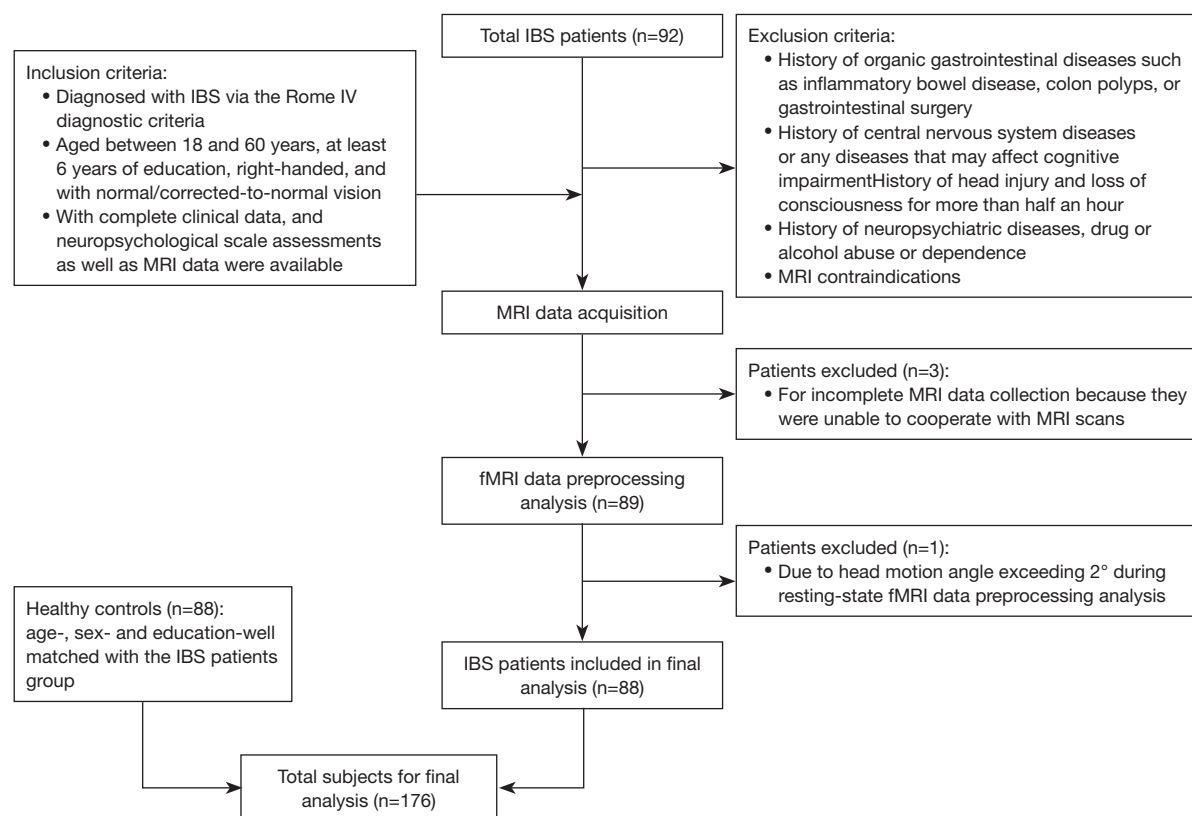 Total IBS patients (n=92)
Inclusion criteria:
• Diagnosed with IBS via the Rome IV
diagnostic criteria
• Aged between 18 and 60 years, at least
6 years of education, right-handed, and
with normal/corrected-to-normal vision
• With complete clinical data, and
neuropsychological scale assessments
as well as MRI data were available
Exclusion criteria:
• History of organic gastrointestinal diseases such
as inflammatory bowel disease, colon polyps, or
gastrointestinal surgery
• History of central nervous system diseases
or any diseases that may affect cognitive
impairmentHistory of head injury and loss of
consciousness for more than half an hour
• History of neuropsychiatric diseases, drug or
alcohol abuse or dependence
• MRI contraindications
MRI data acquisition
Patients excluded (n=3):
• For incomplete MRI data collection because they
were unable to cooperate with MRI scans
fMRI data preprocessing
analysis (n=89)
Patients excluded (n=1):
• Due to head motion angle exceeding 2° during
resting-state fMRI data preprocessing analysis
Healthy controls (n=88):
age-, sex- and education-well
matched with the IBS patients
group
IBS patients included in final
analysis (n=88)
Total subjects for final
analysis (n=176)